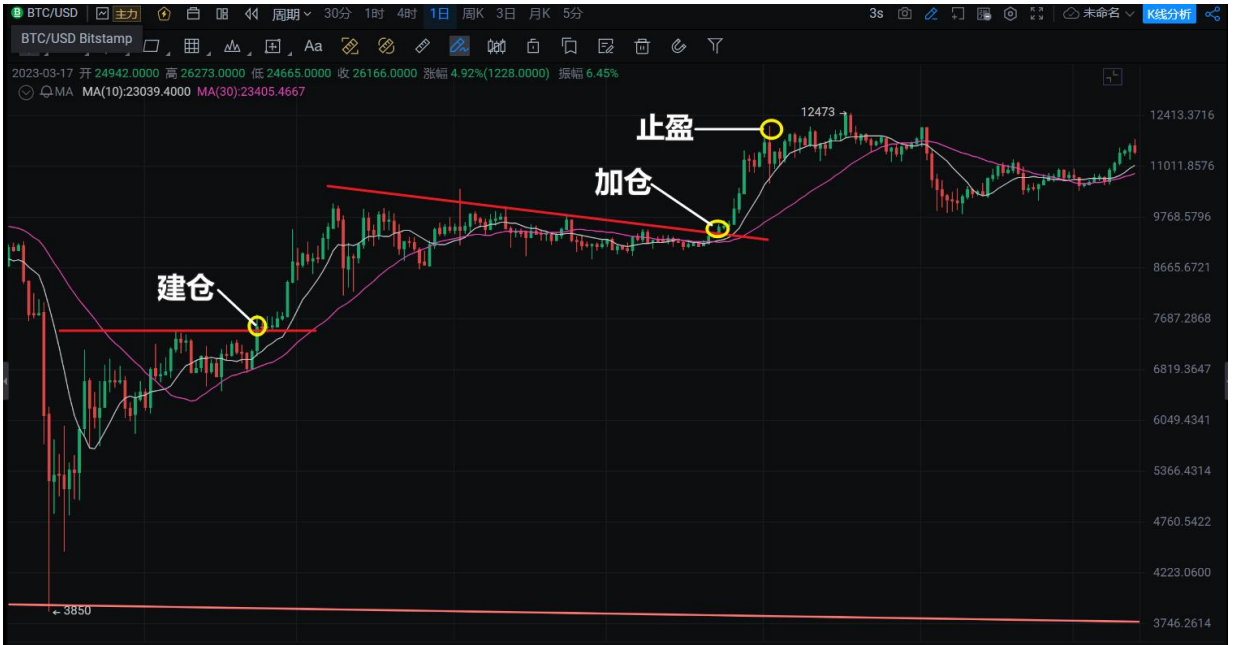 BTC/USD 主力 周期 30分 1时 4时 1日 周K 3日 月K 5分 3s 未命名 K线分析
BTC/USD Bitstamp Aa
2023-03-17 开 24942.0000 高 26273.0000 低 24665.0000 收 26166.0000 涨幅 4.92%(1228.0000) 振幅 6.45%
MA MA(10):23039.4000 MA(30):23405.4667
12473
12413.3716
止盈
11011.8576
加仓
9768.5796
8665.6721
建仓
7687.2868
6819.3647
6049.4341
5366.4314
4760.5422
4223.0600
3850
3746.2614